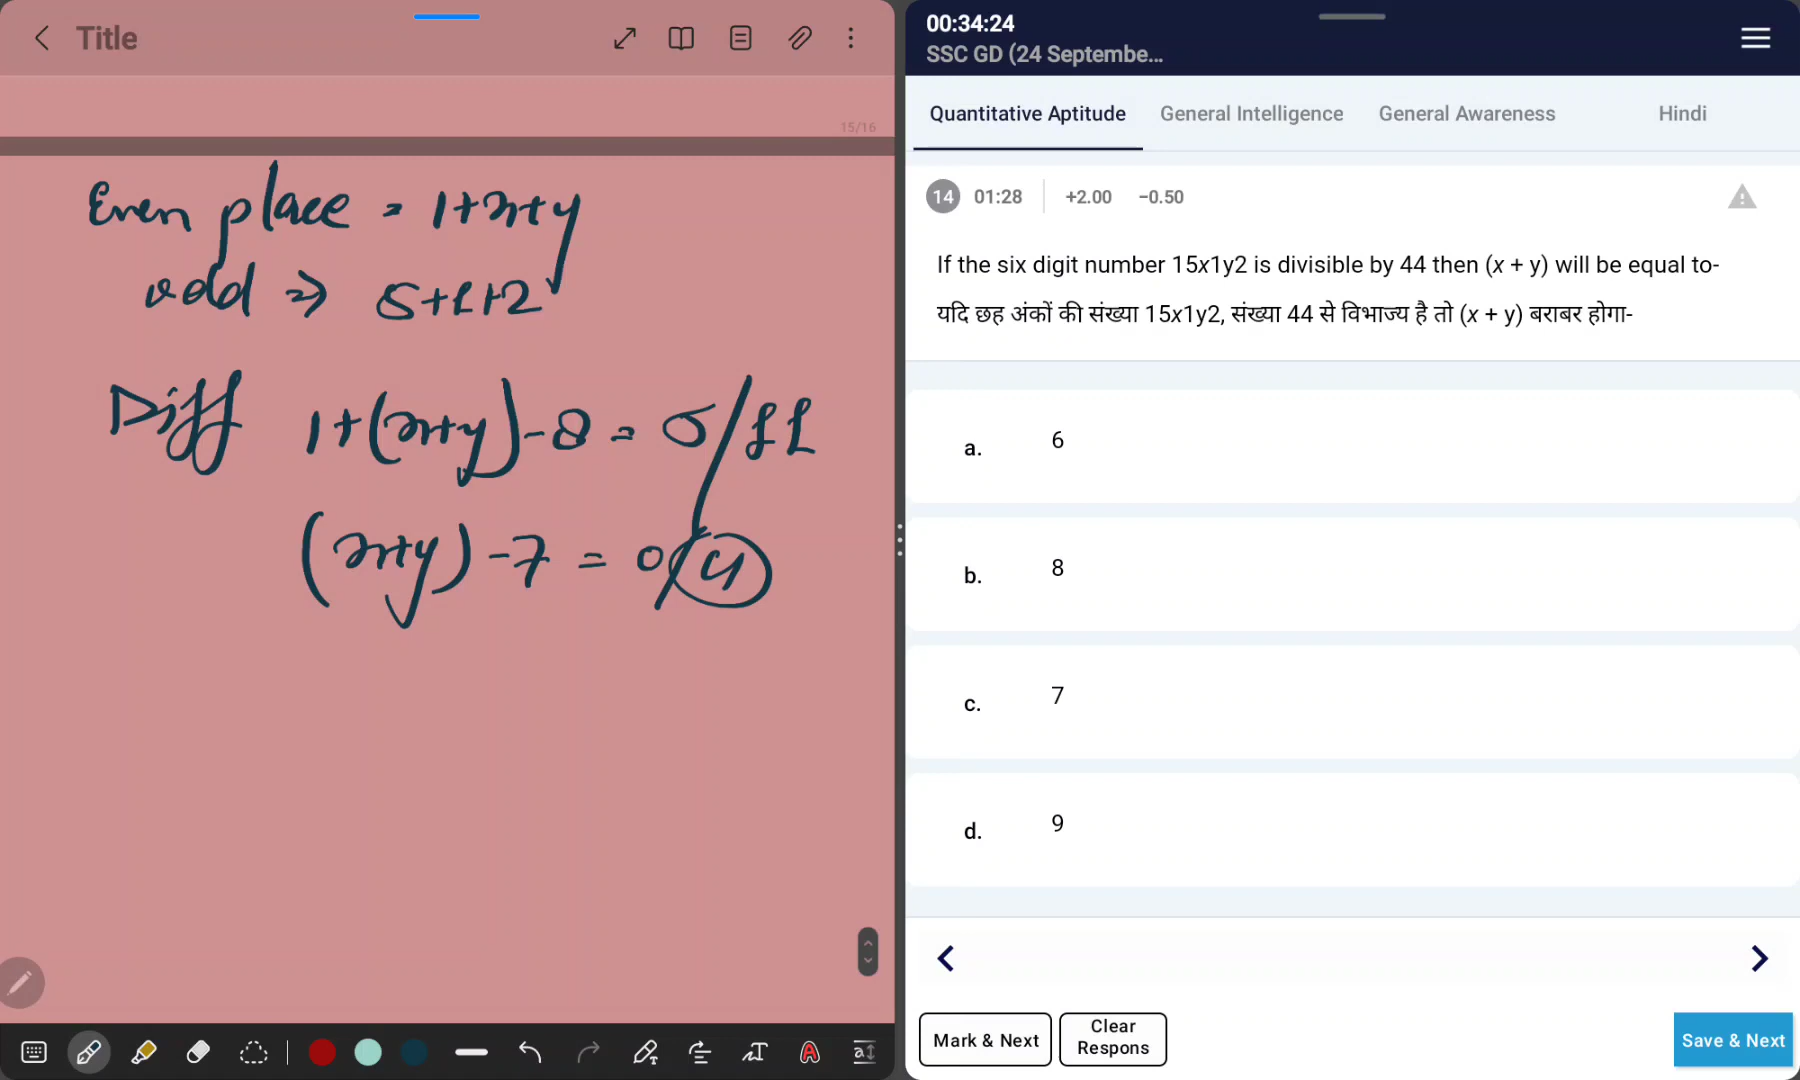 Title
15/16
Even place = 1+x+y
odd ⇒ 5+1+2
Diff 1+(x+y)-8 = 0/11
(x+y)-7 = 0/11
00:34:24
SSC GD (24 Septembe...
Quantitative Aptitude General Intelligence General Awareness Hindi
14 01:28 +2.00 −0.50
If the six digit number 15x1y2 is divisible by 44 then (x + y) will be equal to-
यदि छह अंकों की संख्या 15x1y2, संख्या 44 से विभाज्य है तो (x + y) बराबर होगा-
a. 6
b. 8
c. 7
d. 9
Mark & Next
Clear
Respons
Save & Next